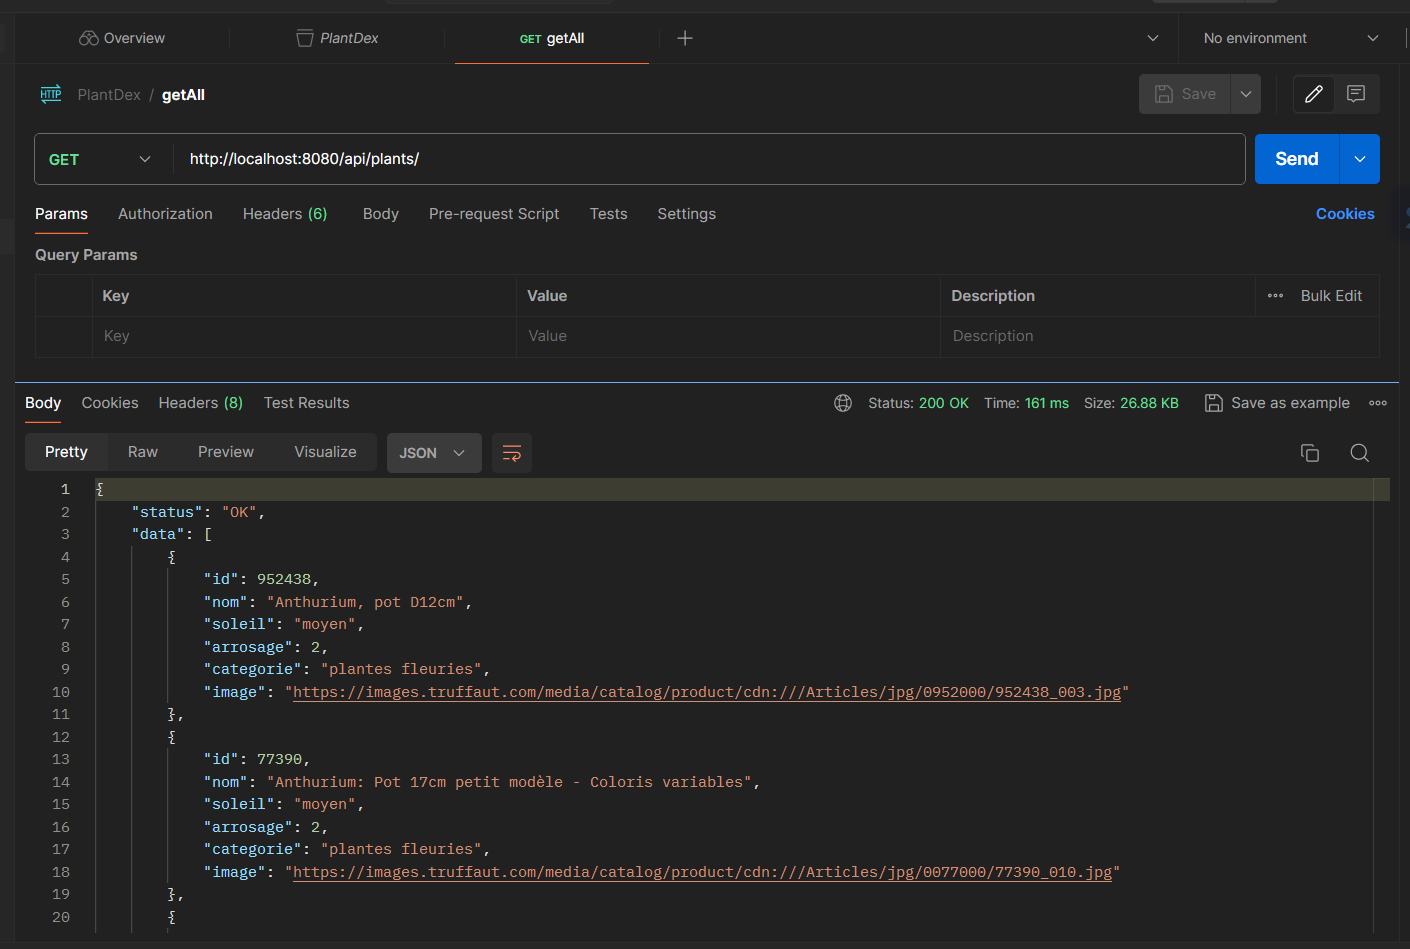 Overview
PlantDex
GET getAll
No environment
HTTP
PlantDex / getAll
Save
GET
http://localhost:8080/api/plants/
Send
Params Authorization Headers (6) Body Pre-request Script Tests Settings
Cookies
Query Params
Key Value Description ••• Bulk Edit
Key Value Description
Body Cookies Headers (8) Test Results
Status: 200 OK Time: 161 ms Size: 26.88 KB Save as example
Pretty Raw Preview Visualize JSON
1 {
2 "status": "OK",
3 "data": [
4 {
5 "id": 952438,
6 "nom": "Anthurium, pot D12cm",
7 "soleil": "moyen",
8 "arrosage": 2,
9 "categorie": "plantes fleuries",
10 "image": "https://images.truffaut.com/media/catalog/product/cdn:///Articles/jpg/0952000/952438_003.jpg"
11 },
12 {
13 "id": 77390,
14 "nom": "Anthurium: Pot 17cm petit modèle - Coloris variables",
15 "soleil": "moyen",
16 "arrosage": 2,
17 "categorie": "plantes fleuries",
18 "image": "https://images.truffaut.com/media/catalog/product/cdn:///Articles/jpg/0077000/77390_010.jpg"
19 },
20 {